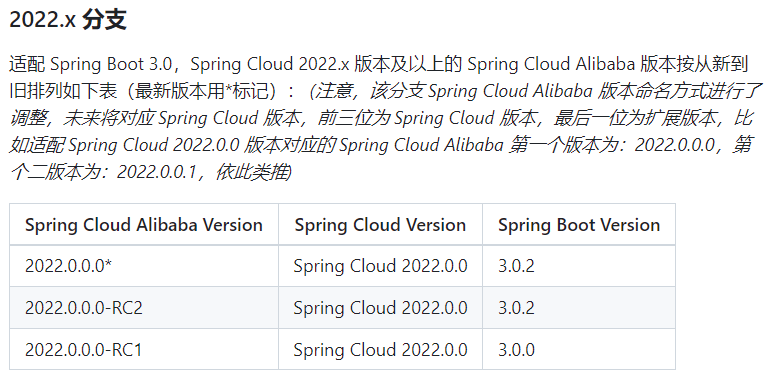 2022.x 分支
适配 Spring Boot 3.0，Spring Cloud 2022.x 版本及以上的 Spring Cloud Alibaba 版本按从新到
旧排列如下表（最新版本用*标记）： (注意，该分支 Spring Cloud Alibaba 版本命名方式进行了
调整，未来将对应 Spring Cloud 版本，前三位为 Spring Cloud 版本，最后一位为扩展版本，比
如适配 Spring Cloud 2022.0.0 版本对应的 Spring Cloud Alibaba 第一个版本为：2022.0.0.0，第
个二版本为：2022.0.0.1，依此类推)
Spring Cloud Alibaba Version Spring Cloud Version Spring Boot Version
2022.0.0.0* Spring Cloud 2022.0.0 3.0.2
2022.0.0.0-RC2 Spring Cloud 2022.0.0 3.0.2
2022.0.0.0-RC1 Spring Cloud 2022.0.0 3.0.0